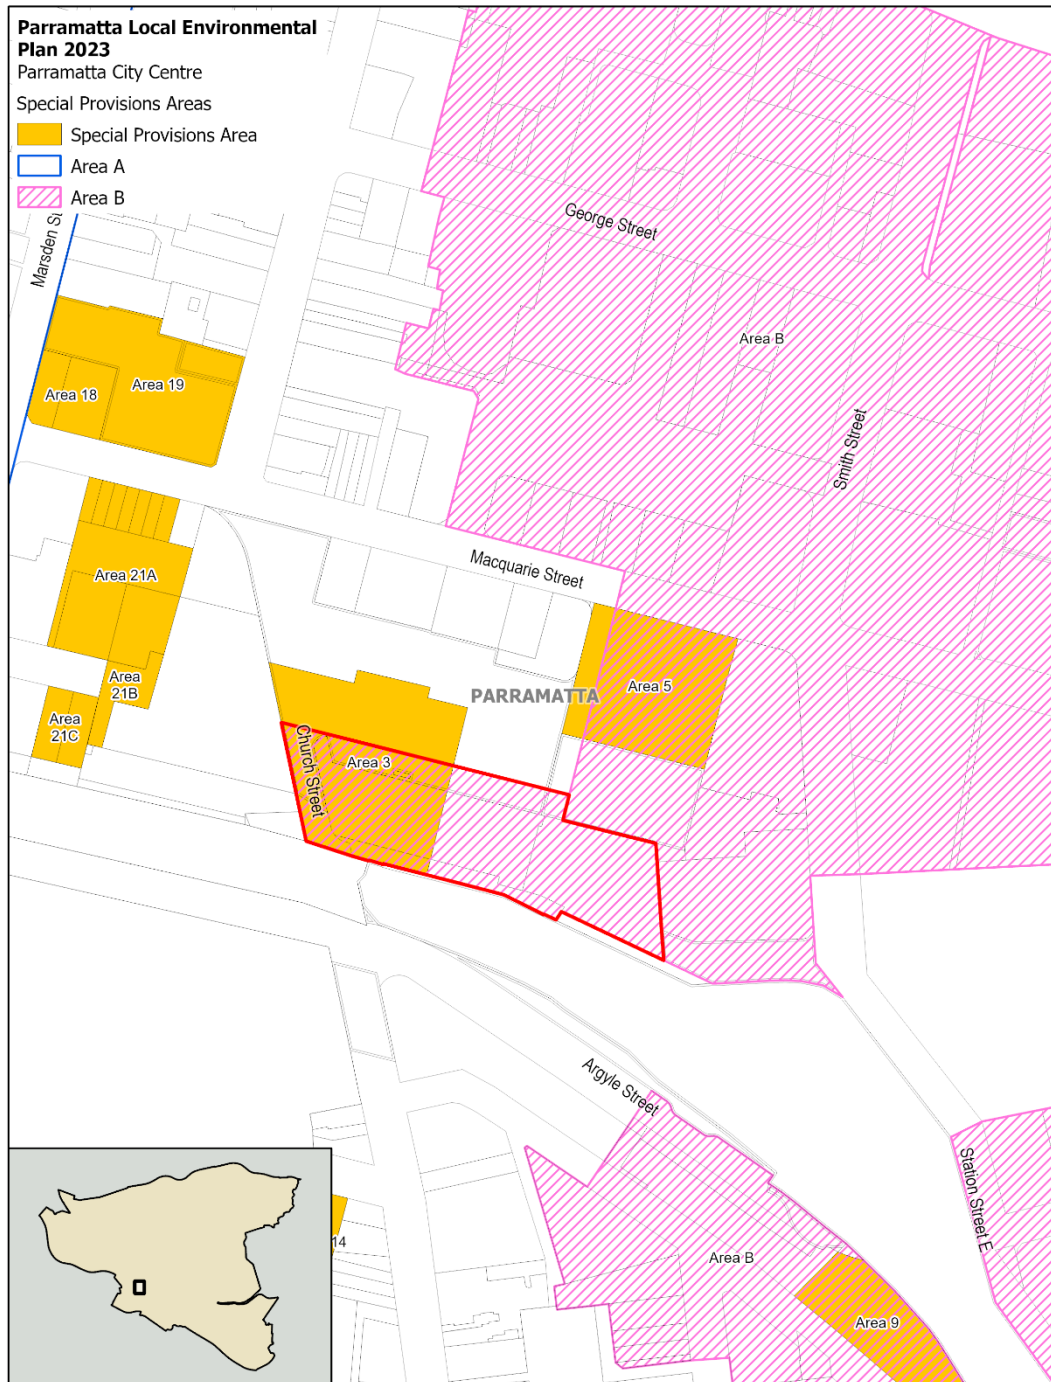 Parramatta Local Environmental
Plan 2023
Parramatta City Centre
Special Provisions Areas
Special Provisions Area
Area A
Area B
Marsden St
George Street
Area B
Area 19
Area 18
Smith Street
Macquarie Street
Area 21A
Area
21B
Area
21C
PARRAMATTA
Area 5
Church Street
Area 3
Argyle Street
Station Street E
14
Area B
Area 9